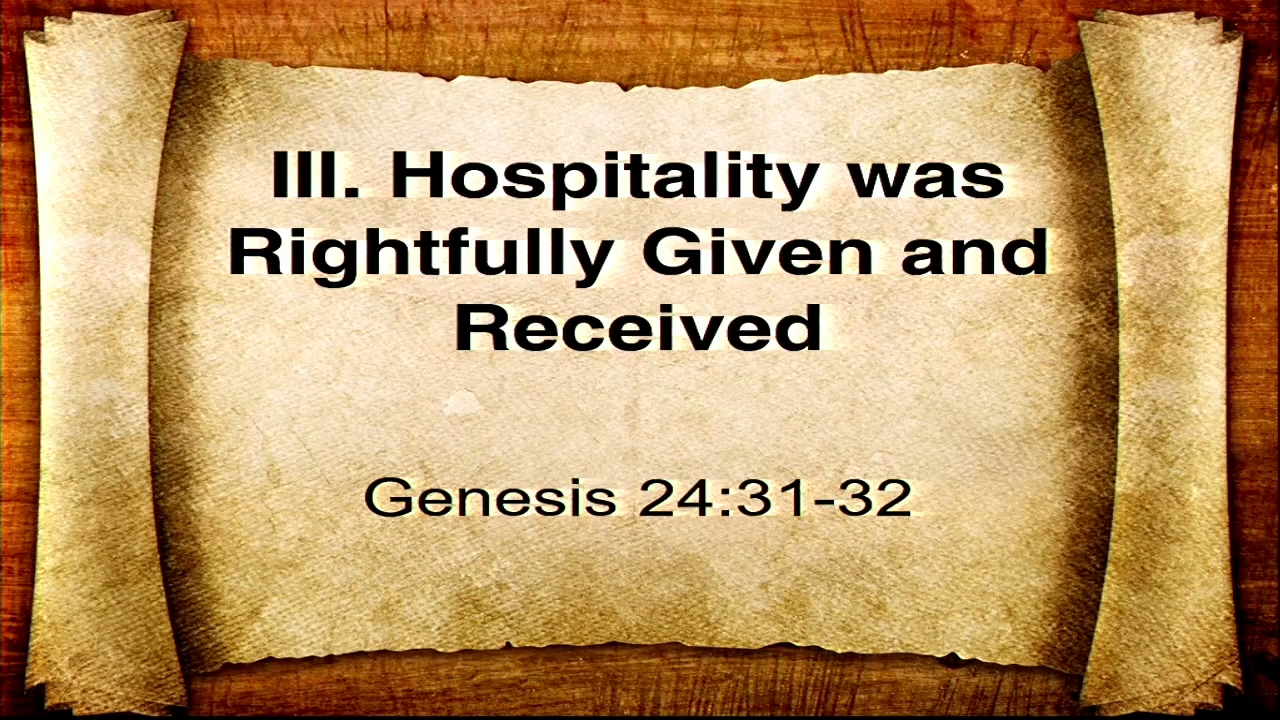 III. Hospitality was
Rightfully Given and
Received
Genesis 24:31-32